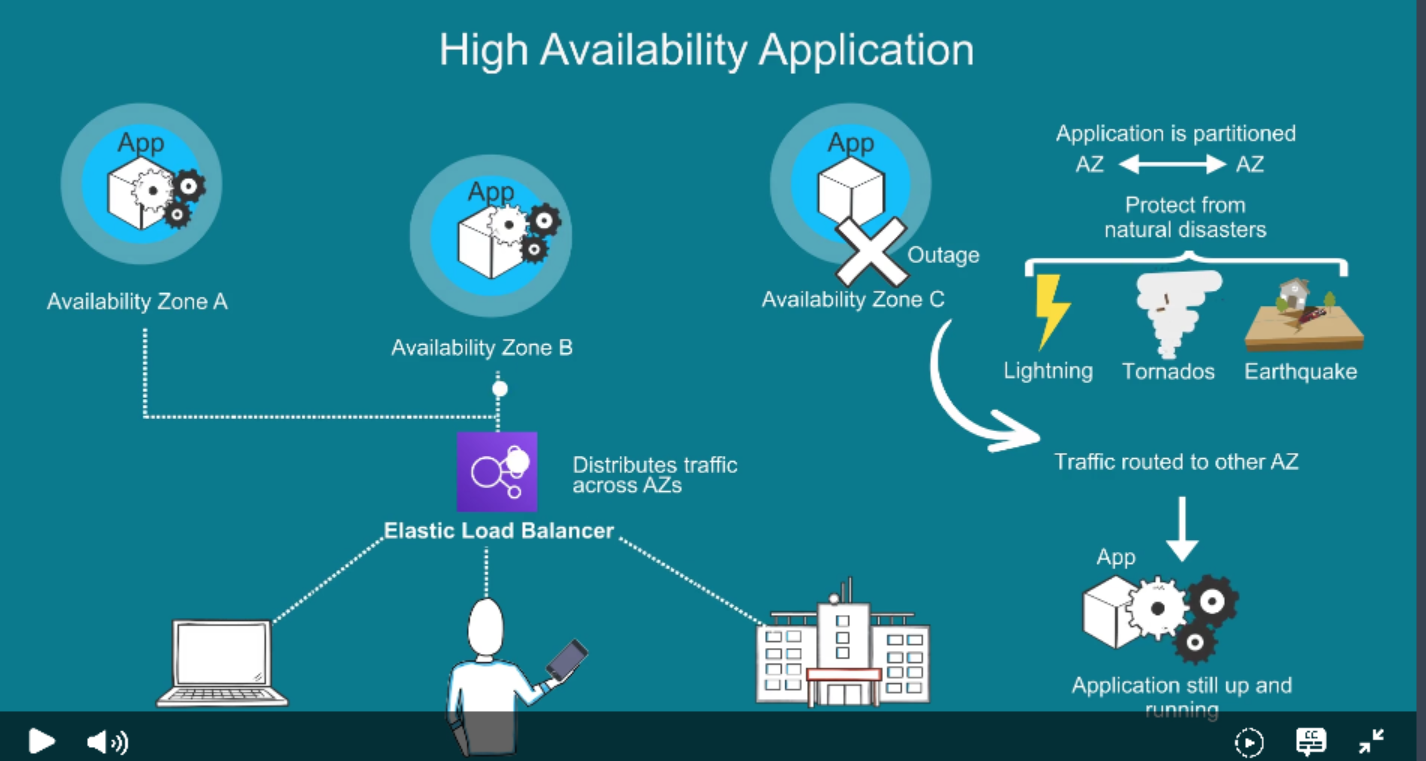 High Availability Application
App
Availability Zone A
App
Availability Zone B
App
Outage
Availability Zone C
Application is partitioned
AZ AZ
Protect from
natural disasters
Lightning Tornados Earthquake
Distributes traffic
across AZs
Elastic Load Balancer
Traffic routed to other AZ
App
Application still up and
running
CC